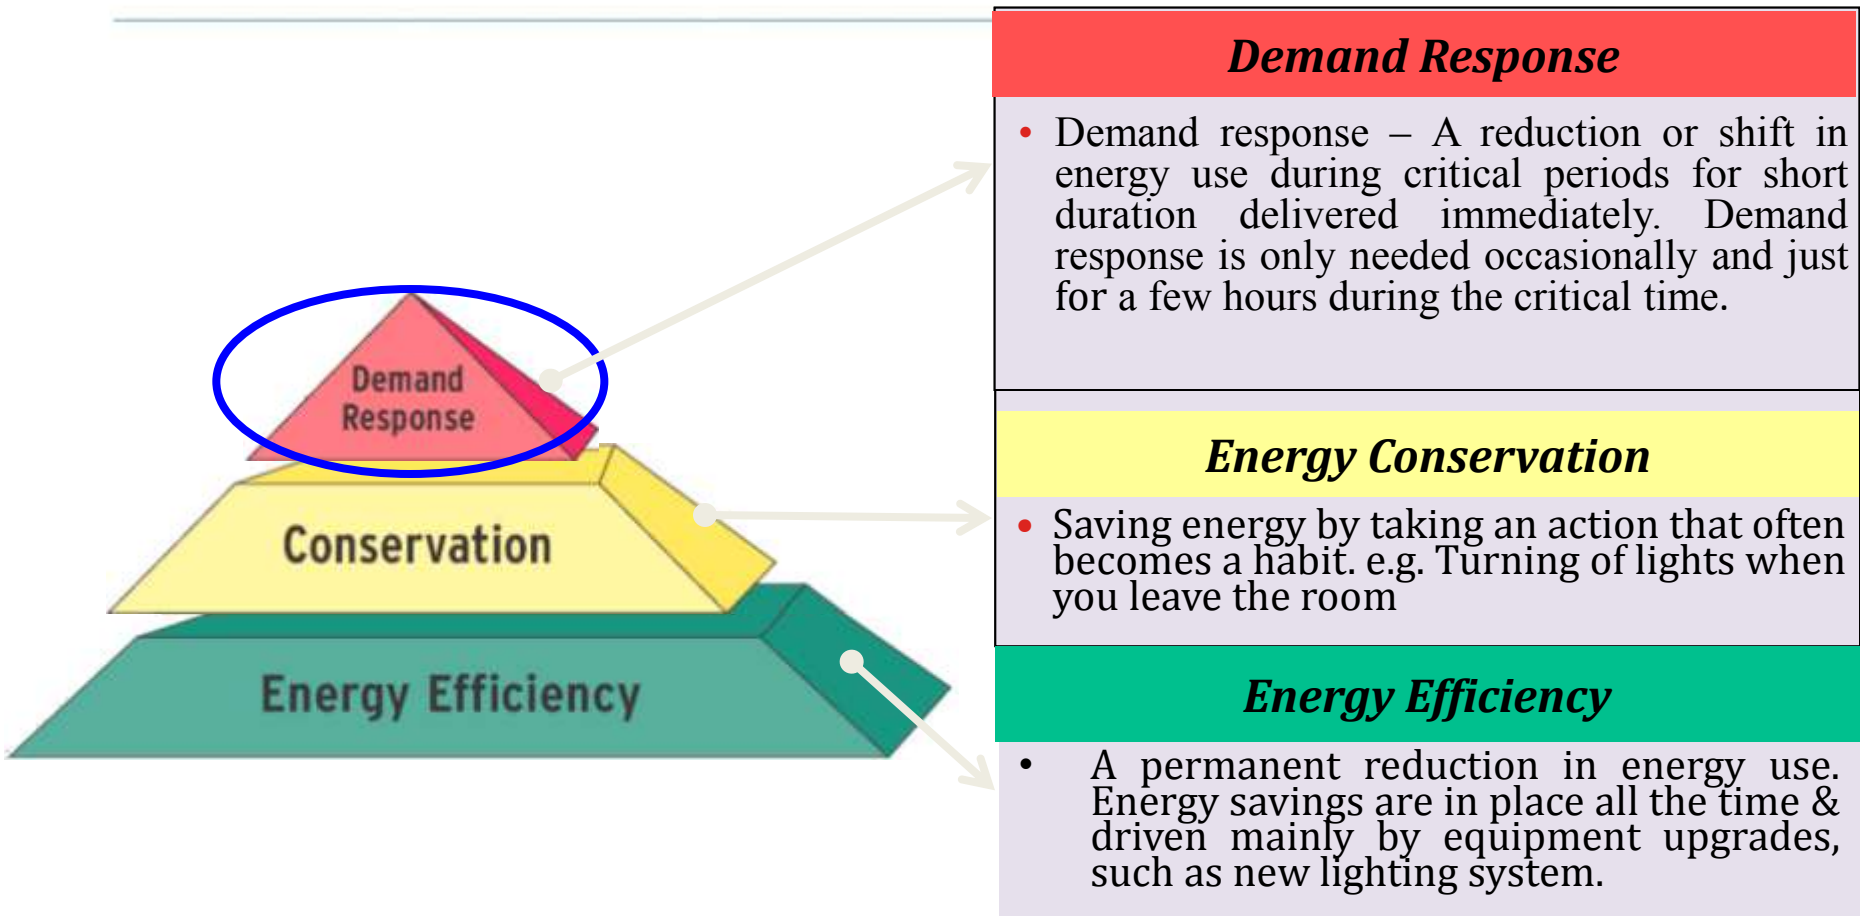 Demand
Response
Conservation
Energy Efficiency
Demand Response
• Demand response – A reduction or shift in
energy use during critical periods for short
duration delivered immediately. Demand
response is only needed occasionally and just
for a few hours during the critical time.
Energy Conservation
• Saving energy by taking an action that often
becomes a habit. e.g. Turning of lights when
you leave the room
Energy Efficiency
• A permanent reduction in energy use.
Energy savings are in place all the time &
driven mainly by equipment upgrades,
such as new lighting system.